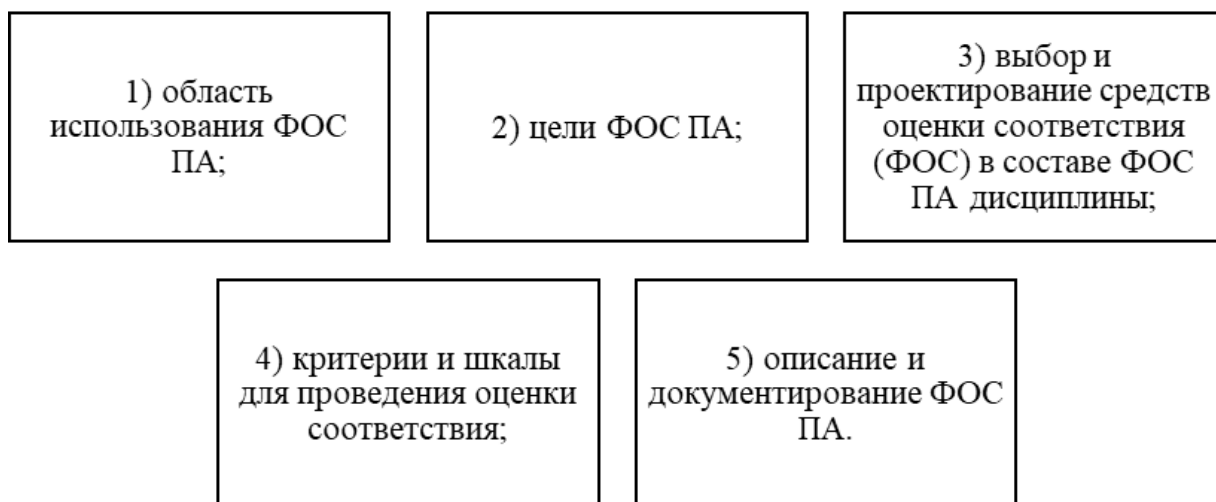 1) область
использования ФОС
ПА;
2) цели ФОС ПА;
3) выбор и
проектирование средств
оценки соответствия
(ФОС) в составе ФОС
ПА дисциплины;
4) критерии и шкалы
для проведения оценки
соответствия;
5) описание и
документирование ФОС
ПА.